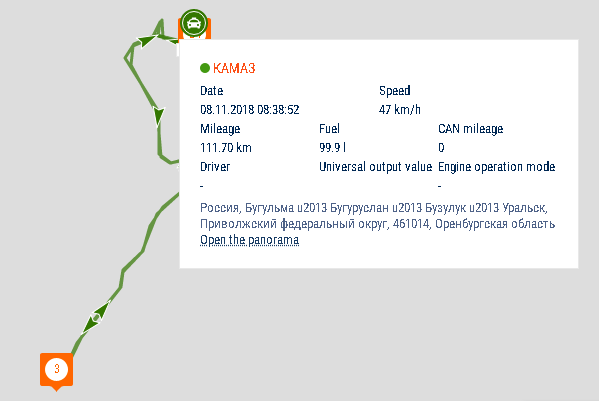 КАМАЗ
Date Speed
08.11.2018 08:38:52 47 km/h
Mileage Fuel CAN mileage
111.70 km 99.9 l 0
Driver Universal output value Engine operation mode
- -
Россия, Бугульма u2013 Бугуруслан u2013 Бузулук u2013 Уральск,
Приволжский федеральный округ, 461014, Оренбургская область
Open the panorama
3